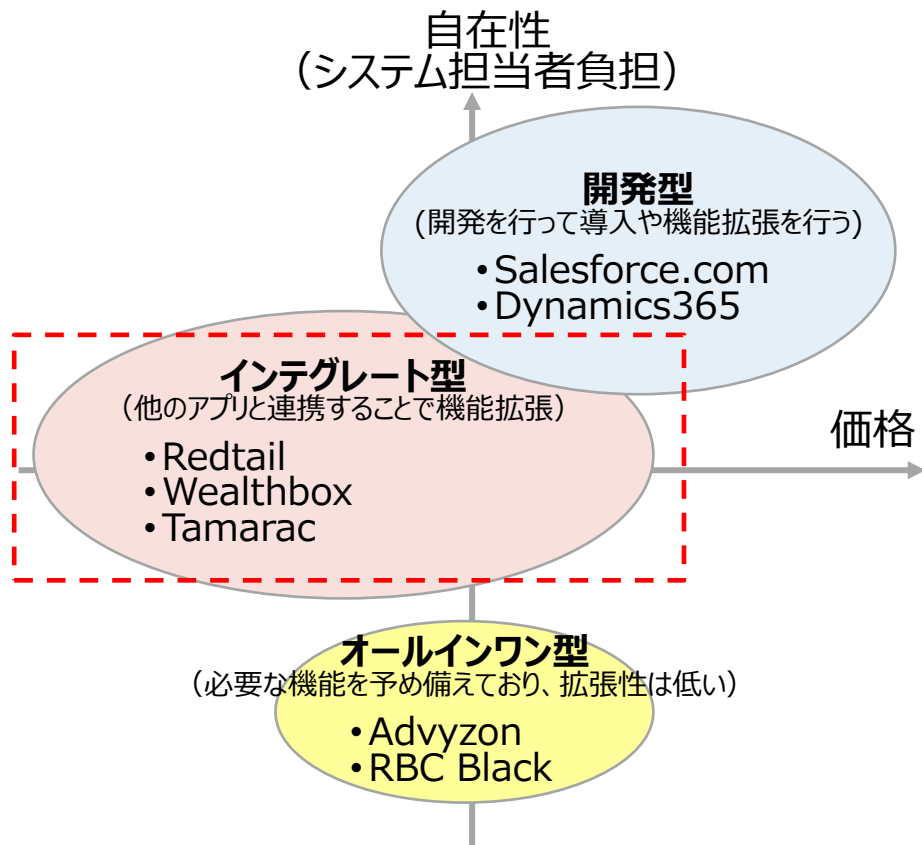 自在性
（システム担当者負担）
開発型
(開発を行って導入や機能拡張を行う)
・Salesforce.com
・Dynamics365
インテグレート型
（他のアプリと連携することで機能拡張）
・Redtail
・Wealthbox
・Tamarac
価格
オールインワン型
（必要な機能を予め備えており、拡張性は低い）
・Advyzon
・RBC Black